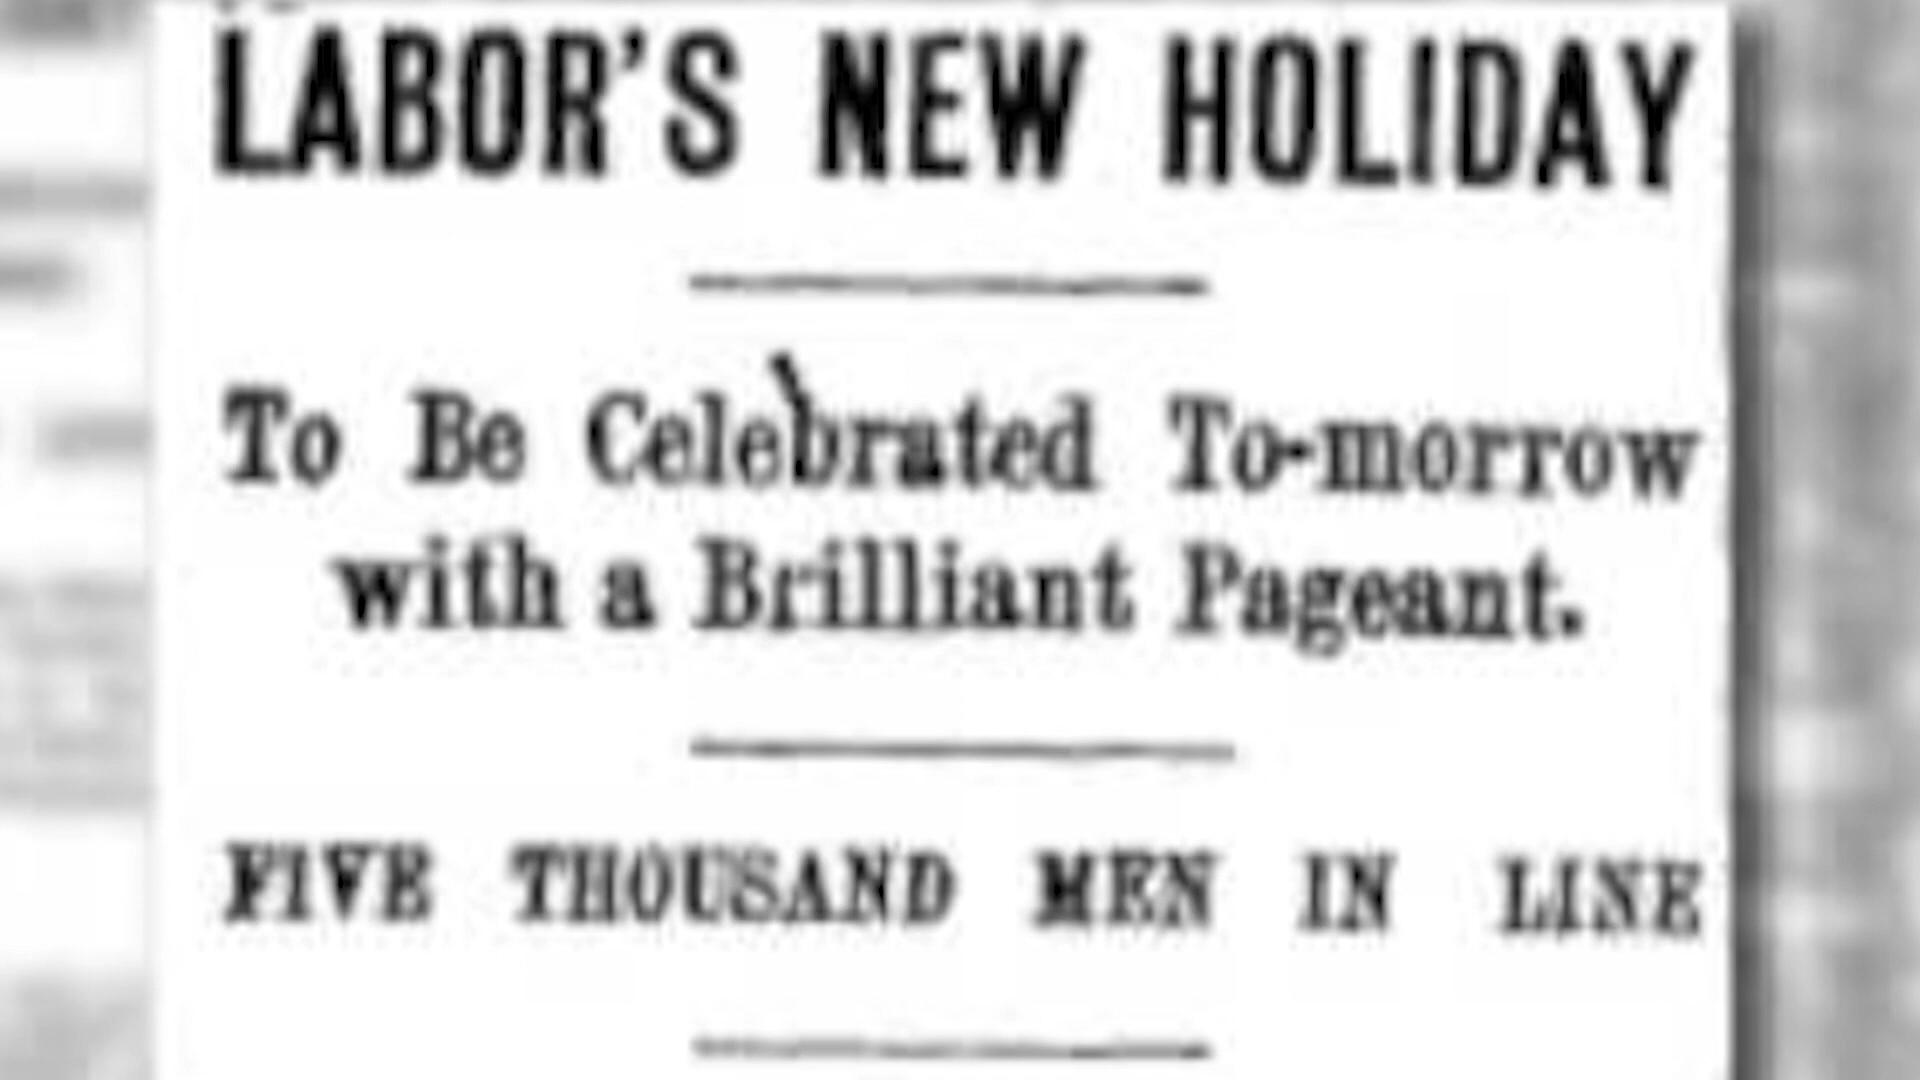 LABOR'S NEW HOLIDAY
To Be Celebrated To-morrow
with a Brilliant Pageant.
FIVE THOUSAND MEN IN LINE